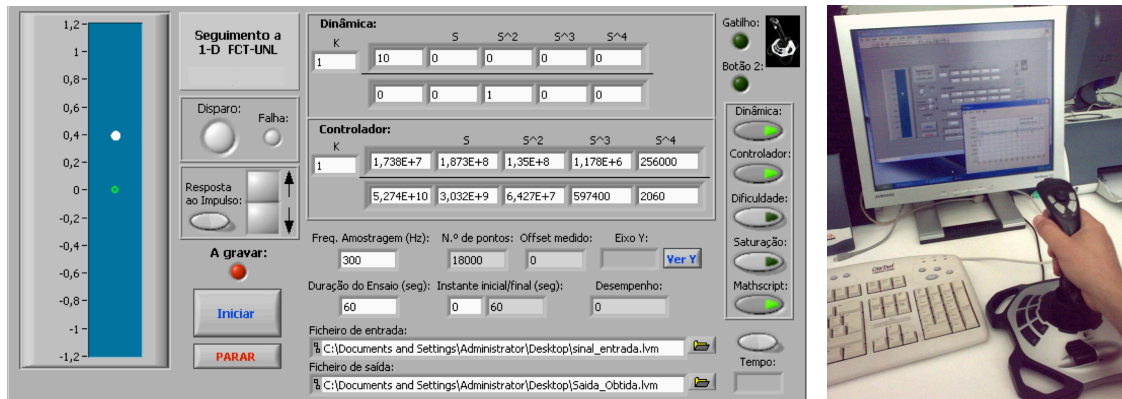 1,2
1
0,8
0,6
0,4
0,2
0
-0,2
-0,4
-0,6
-0,8
-1
-1,2
Seguimento a
1-D FCT-UNL
Disparo:
Falha:
Resposta
ao Impulso:
A gravar:
Iniciar
PARAR
Dinâmica:
K S S^2 S^3 S^4
1 10 0 0 0 0
0 0 1 0 0
Controlador:
K S S^2 S^3 S^4
1 1,738E+7 1,873E+8 1,35E+8 1,178E+6 256000
5,274E+10 3,032E+9 6,427E+7 597400 2060
Freq. Amostragem (Hz): N.º de pontos: Offset medido: Eixo Y:
300 18000 0 Ver Y
Duração do Ensaio (seg): Instante inicial/final (seg): Desempenho:
60 0 60 0
Ficheiro de entrada:
C:\Documents and Settings\Administrator\Desktop\sinal_entrada.lvm
Ficheiro de saída:
C:\Documents and Settings\Administrator\Desktop\Saida_Obtida.lvm
Gatilho:
Botão 2:
Dinâmica:
Controlador:
Dificuldade:
Saturação:
Mathscript:
Tempo: